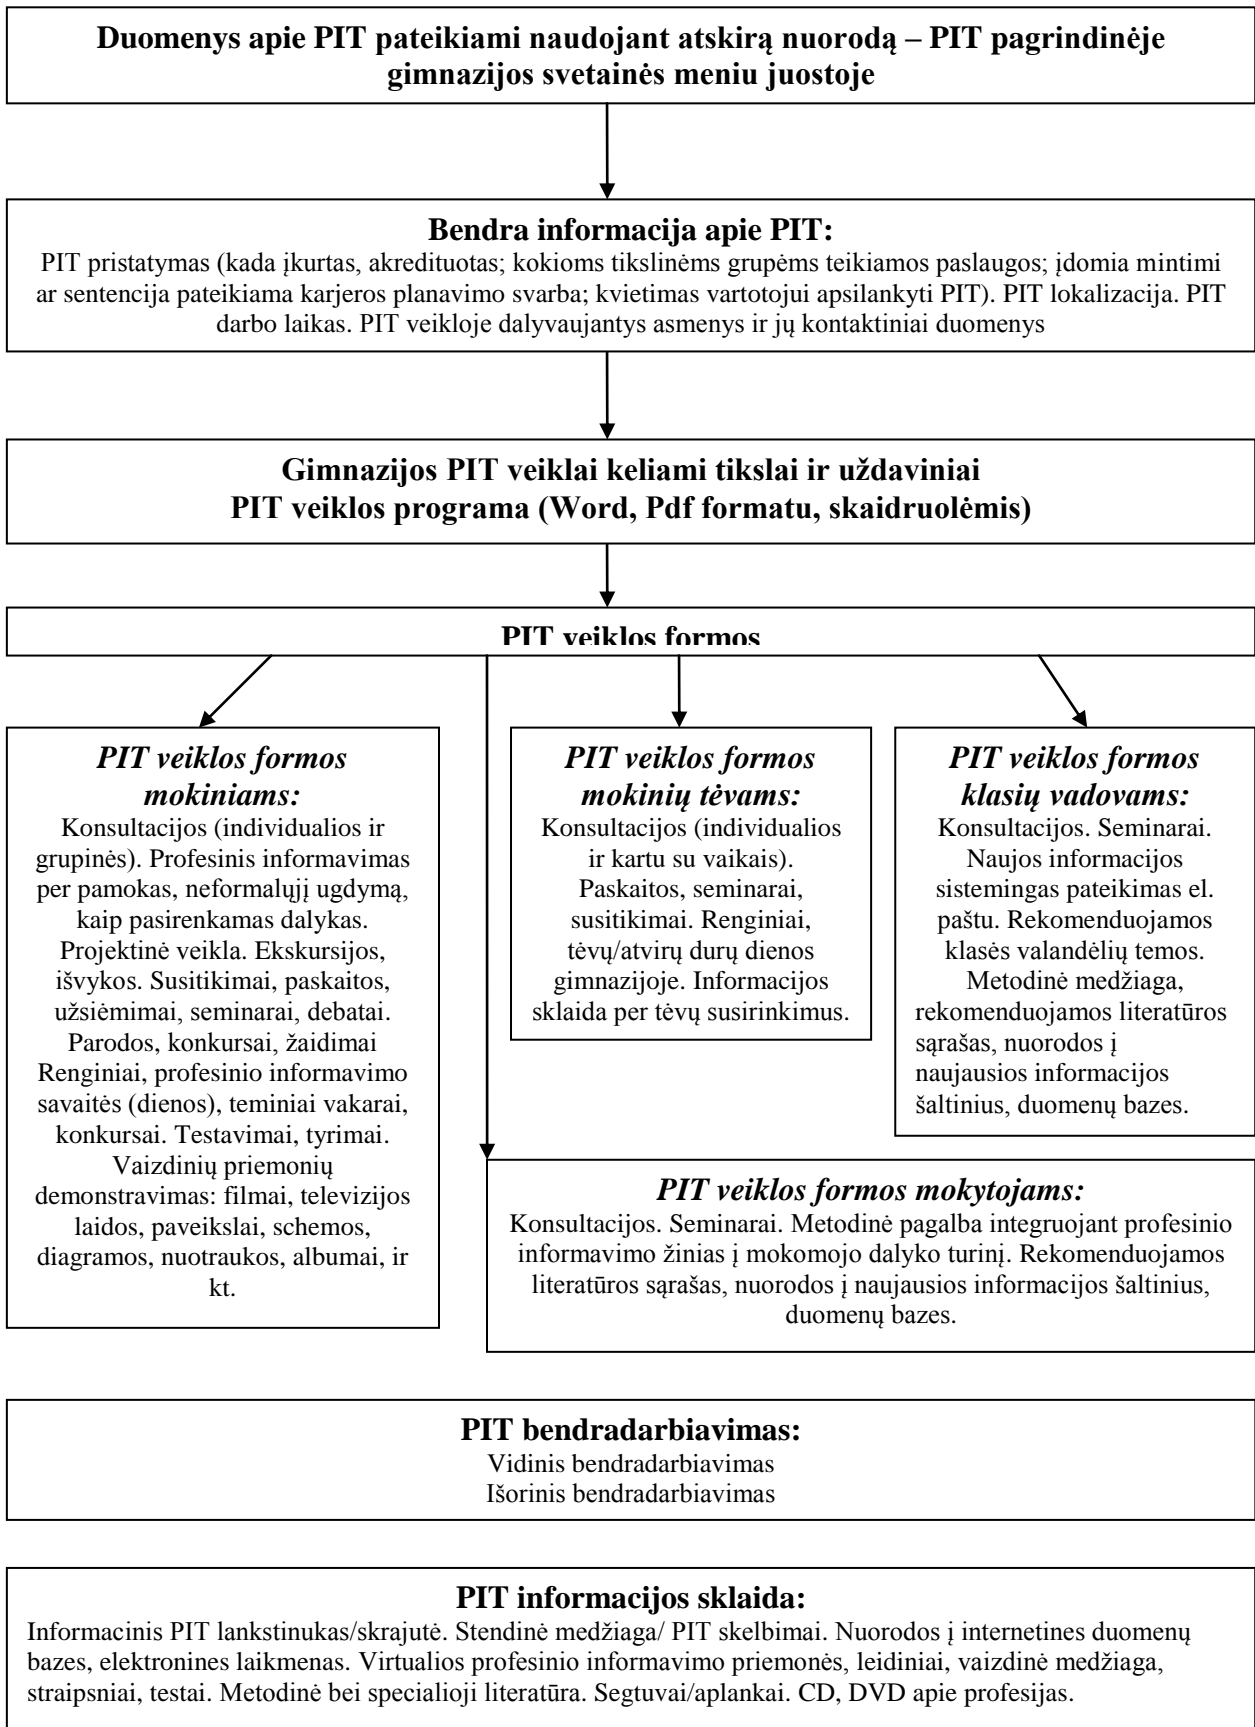 Duomenys apie PIT pateikiami naudojant atskirą nuorodą – PIT pagrindinėje
gimnazijos svetainės meniu juostoje
Bendra informacija apie PIT:
PIT pristatymas (kada įkurtas, akredituotas; kokioms tikslinėms grupėms teikiamos paslaugos; įdomia mintimi
ar sentencija pateikiama karjeros planavimo svarba; kvietimas vartotojui apsilankyti PIT). PIT lokalizacija. PIT
darbo laikas. PIT veikloje dalyvaujantys asmenys ir jų kontaktiniai duomenys
Gimnazijos PIT veiklai keliami tikslai ir uždaviniai
PIT veiklos programa (Word, Pdf formatu, skaidruolėmis)
PIT veiklos formos
PIT veiklos formos
mokiniams:
Konsultacijos (individualios ir
grupinės). Profesinis informavimas
per pamokas, neformalųjį ugdymą,
kaip pasirenkamas dalykas.
Projektinė veikla. Ekskursijos,
išvykos. Susitikimai, paskaitos,
užsiėmimai, seminarai, debatai.
Parodos, konkursai, žaidimai
Renginiai, profesinio informavimo
savaitės (dienos), teminiai vakarai,
konkursai. Testavimai, tyrimai.
Vaizdinių priemonių
demonstravimas: filmai, televizijos
laidos, paveikslai, schemos,
diagramos, nuotraukos, albumai, ir
kt.
PIT veiklos formos
mokinių tėvams:
Konsultacijos (individualios
ir kartu su vaikais).
Paskaitos, seminarai,
susitikimai. Renginiai,
tėvų/atvirų durų dienos
gimnazijoje. Informacijos
sklaida per tėvų susirinkimus.
PIT veiklos formos
klasių vadovams:
Konsultacijos. Seminarai.
Naujos informacijos
sistemingas pateikimas el.
paštu. Rekomenduojamos
klasės valandėlių temos.
Metodinė medžiaga,
rekomenduojamos literatūros
sąrašas, nuorodos į
naujausios informacijos
šaltinius, duomenų bazes.
PIT veiklos formos mokytojams:
Konsultacijos. Seminarai. Metodinė pagalba integruojant profesinio
informavimo žinias į mokomojo dalyko turinį. Rekomenduojamos
literatūros sąrašas, nuorodos į naujausios informacijos šaltinius,
duomenų bazes.
PIT bendradarbiavimas:
Vidinis bendradarbiavimas
Išorinis bendradarbiavimas
PIT informacijos sklaida:
Informacinis PIT lankstinukas/skrajutė. Stendinė medžiaga/ PIT skelbimai. Nuorodos į internetines duomenų
bazes, elektronines laikmenas. Virtualios profesinio informavimo priemonės, leidiniai, vaizdinė medžiaga,
straipsniai, testai. Metodinė bei specialioji literatūra. Segtuvai/aplankai. CD, DVD apie profesijas.